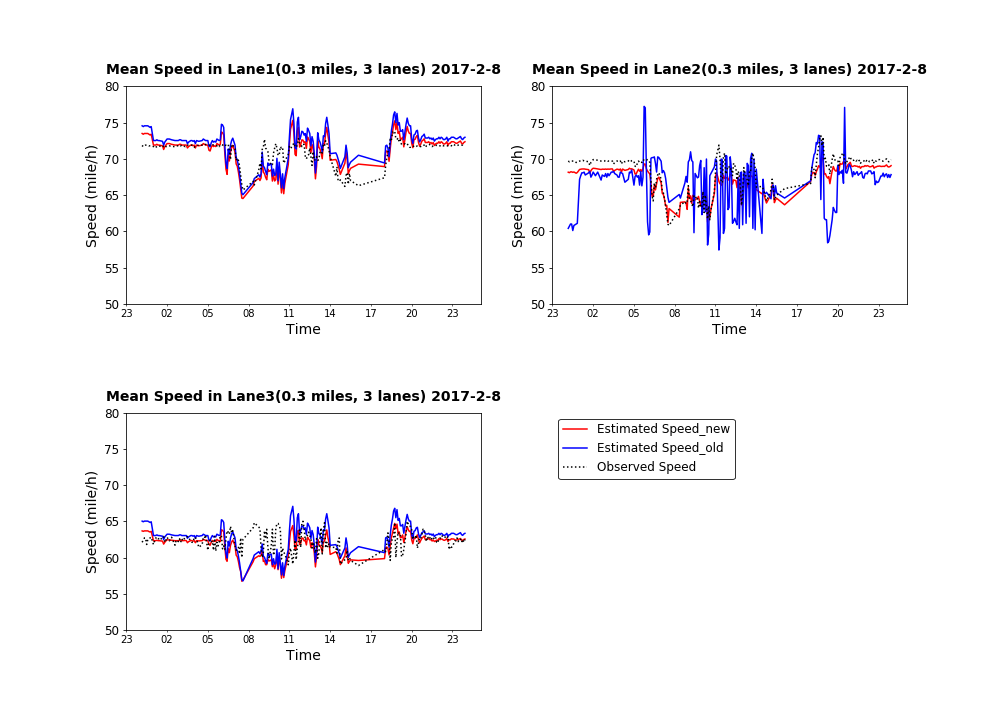 Mean Speed in Lane1(0.3 miles, 3 lanes) 2017-2-8
80
75
70
65
60
55
50
Speed (mile/h)
23 02 05 08 11 14 17 20 23
Time
Mean Speed in Lane2(0.3 miles, 3 lanes) 2017-2-8
80
75
70
65
60
55
50
Speed (mile/h)
23 02 05 08 11 14 17 20 23
Time
Mean Speed in Lane3(0.3 miles, 3 lanes) 2017-2-8
80
75
70
65
60
55
50
Speed (mile/h)
23 02 05 08 11 14 17 20 23
Time
Estimated Speed_new
Estimated Speed_old
Observed Speed